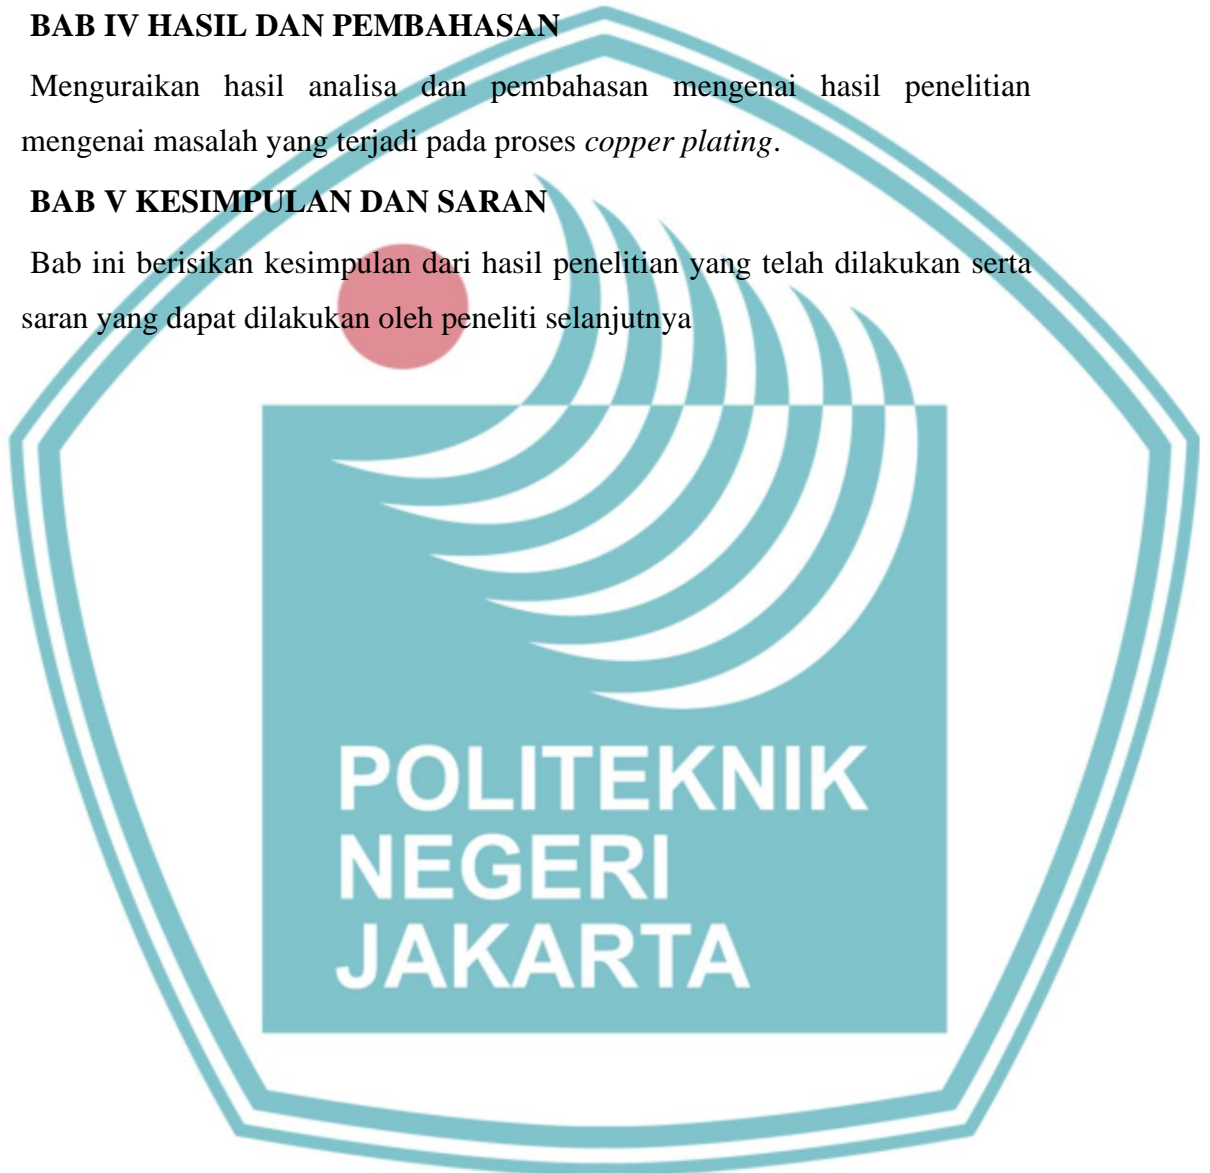 BAB IV HASIL DAN PEMBAHASAN
Menguraikan hasil analisa dan pembahasan mengenai hasil penelitian
mengenai masalah yang terjadi pada proses copper plating.
BAB V KESIMPULAN DAN SARAN
Bab ini berisikan kesimpulan dari hasil penelitian yang telah dilakukan serta
saran yang dapat dilakukan oleh peneliti selanjutnya
POLITEKNIK
NEGERI
JAKARTA